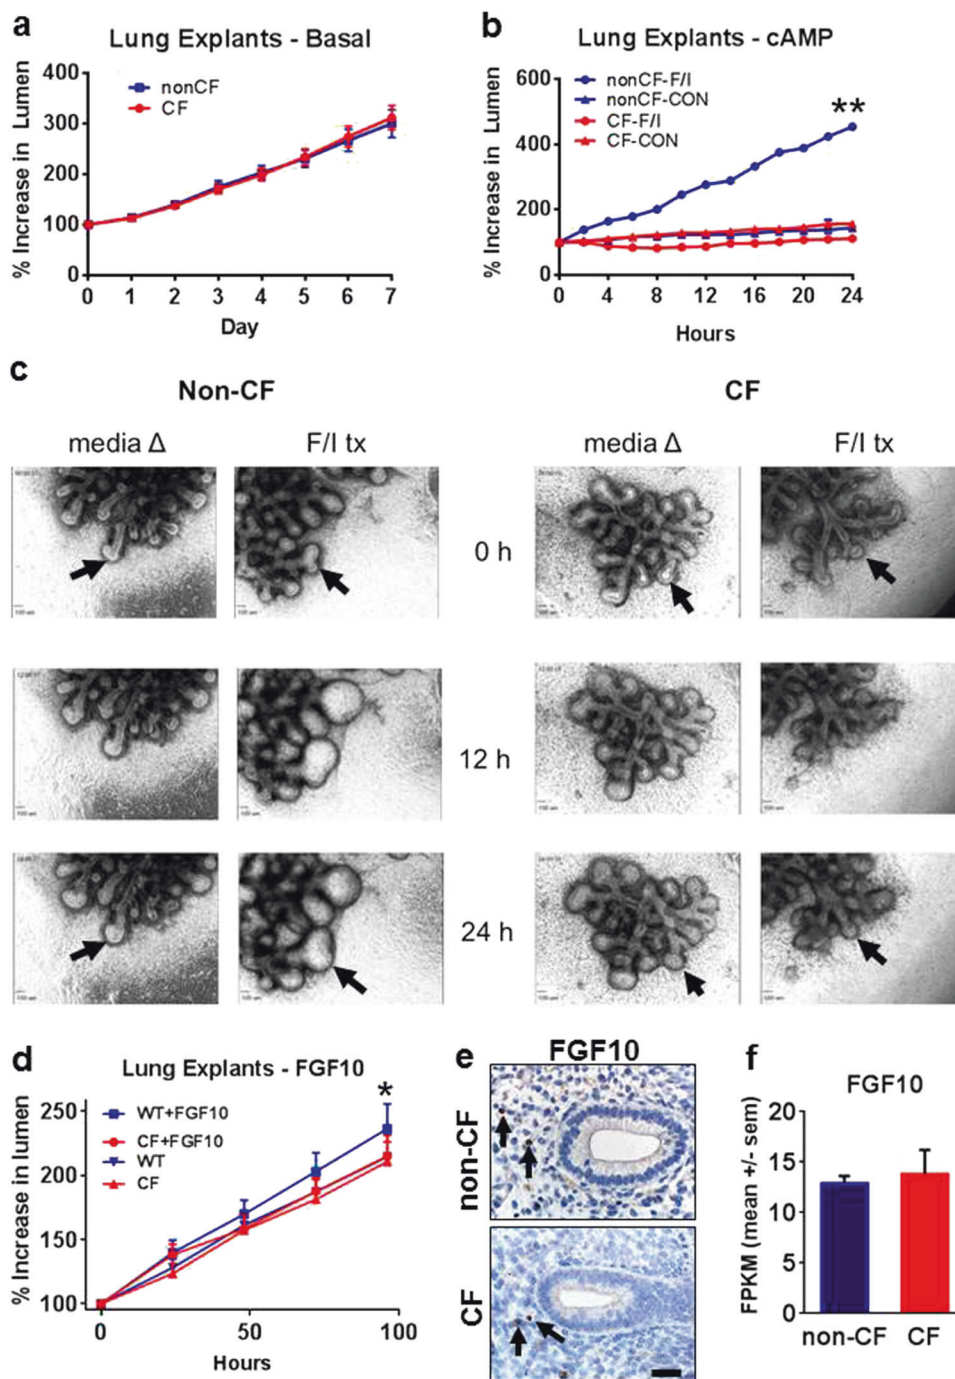 a
Lung Explants - Basal
% Increase in Lumen
400
300
200
100
0
nonCF
CF
0 1 2 3 4 5 6 7
Day
b
Lung Explants - cAMP
% Increase in Lumen
600
400
200
0
nonCF-F/I
nonCF-CON
CF-F/I
CF-CON
**
0 4 8 12 16 20 24
Hours
c
Non-CF
CF
media Δ
F/I tx
media Δ
F/I tx
0 h
12 h
24 h
d
Lung Explants - FGF10
% Increase in lumen
250
200
150
100
WT+FGF10
CF+FGF10
WT
CF
*
0 50 100
Hours
e
FGF10
non-CF
CF
f
FGF10
FPKM (mean +/- sem)
20
15
10
5
0
non-CF CF